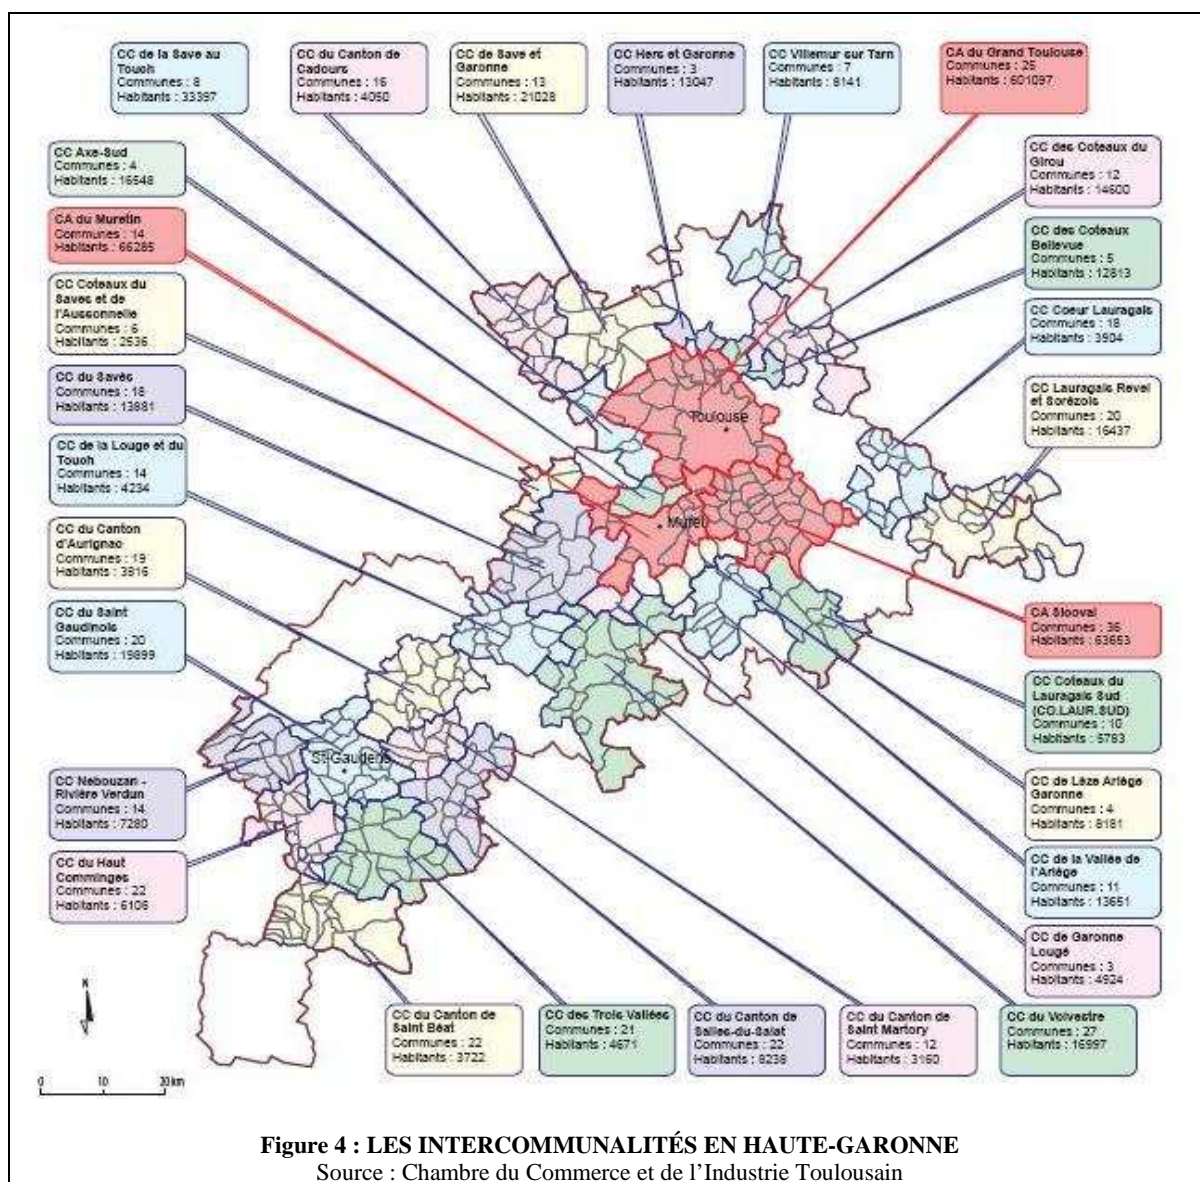 CC de la Save au
Touch
Communes : 8
Habitants : 33397
CC du Canton de
Cadours
Communes : 16
Habitants : 4050
CC de Save et
Garonne
Communes : 13
Habitants : 21028
CC Hers et Garonne
Communes : 3
Habitants : 13047
CC Villemur sur Tarn
Communes : 7
Habitants : 8141
CA du Grand Toulouse
Communes : 25
Habitants : 601097
CC Axe-Sud
Communes : 4
Habitants : 16548
CA du Muretin
Communes : 14
Habitants : 66285
CC Coteaux du
Saves et de
l'Aussonnelle
Communes : 6
Habitants : 2536
CC du Savès
Communes : 18
Habitants : 13881
CC de la Louge et du
Touch
Communes : 14
Habitants : 4234
CC du Canton
d'Aurignac
Communes : 19
Habitants : 3816
CC du Saint
Gaudinois
Communes : 20
Habitants : 19899
CC Nebouzan -
Rivière Verdun
Communes : 14
Habitants : 7280
CC du Haut
Comminges
Communes : 22
Habitants : 6106
CC des Coteaux du
Girou
Communes : 12
Habitants : 14600
CC des Coteaux
Bellevue
Communes : 5
Habitants : 12813
CC Coeur Lauragais
Communes : 18
Habitants : 3904
CC Lauragais Revel
et Sorèzois
Communes : 20
Habitants : 16437
CA Sicoval
Communes : 36
Habitants : 63653
CC Coteaux du
Lauragais Sud
(CO.LAUR.SUD)
Communes : 10
Habitants : 5783
CC de Lèze Ariège
Garonne
Communes : 4
Habitants : 8181
CC de la Vallée de
l'Ariège
Communes : 11
Habitants : 13651
CC de Garonne
Lougé
Communes : 3
Habitants : 4924
Toulouse
Muret
St-Gaudens
CC du Canton de
Saint Béat
Communes : 22
Habitants : 3722
CC des Trois Vallées
Communes : 21
Habitants : 4671
CC du Canton de
Salies-du-Salat
Communes : 22
Habitants : 8238
CC du Canton de
Saint Martory
Communes : 12
Habitants : 3160
CC du Volvestre
Communes : 27
Habitants : 16997
N
0 10 20 km
Figure 4 : LES INTERCOMMUNALITÉS EN HAUTE-GARONNE
Source : Chambre du Commerce et de l'Industrie Toulousain